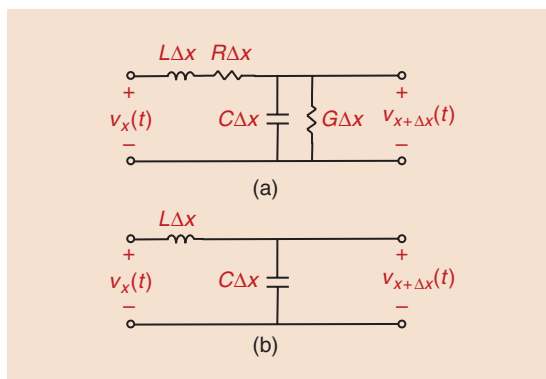 LΔx RΔx
+ +
vₓ(t) CΔx GΔx vₓ₊Δₓ(t)
– –
(a)
LΔx
+ +
vₓ(t) CΔx vₓ₊Δₓ(t)
– –
(b)